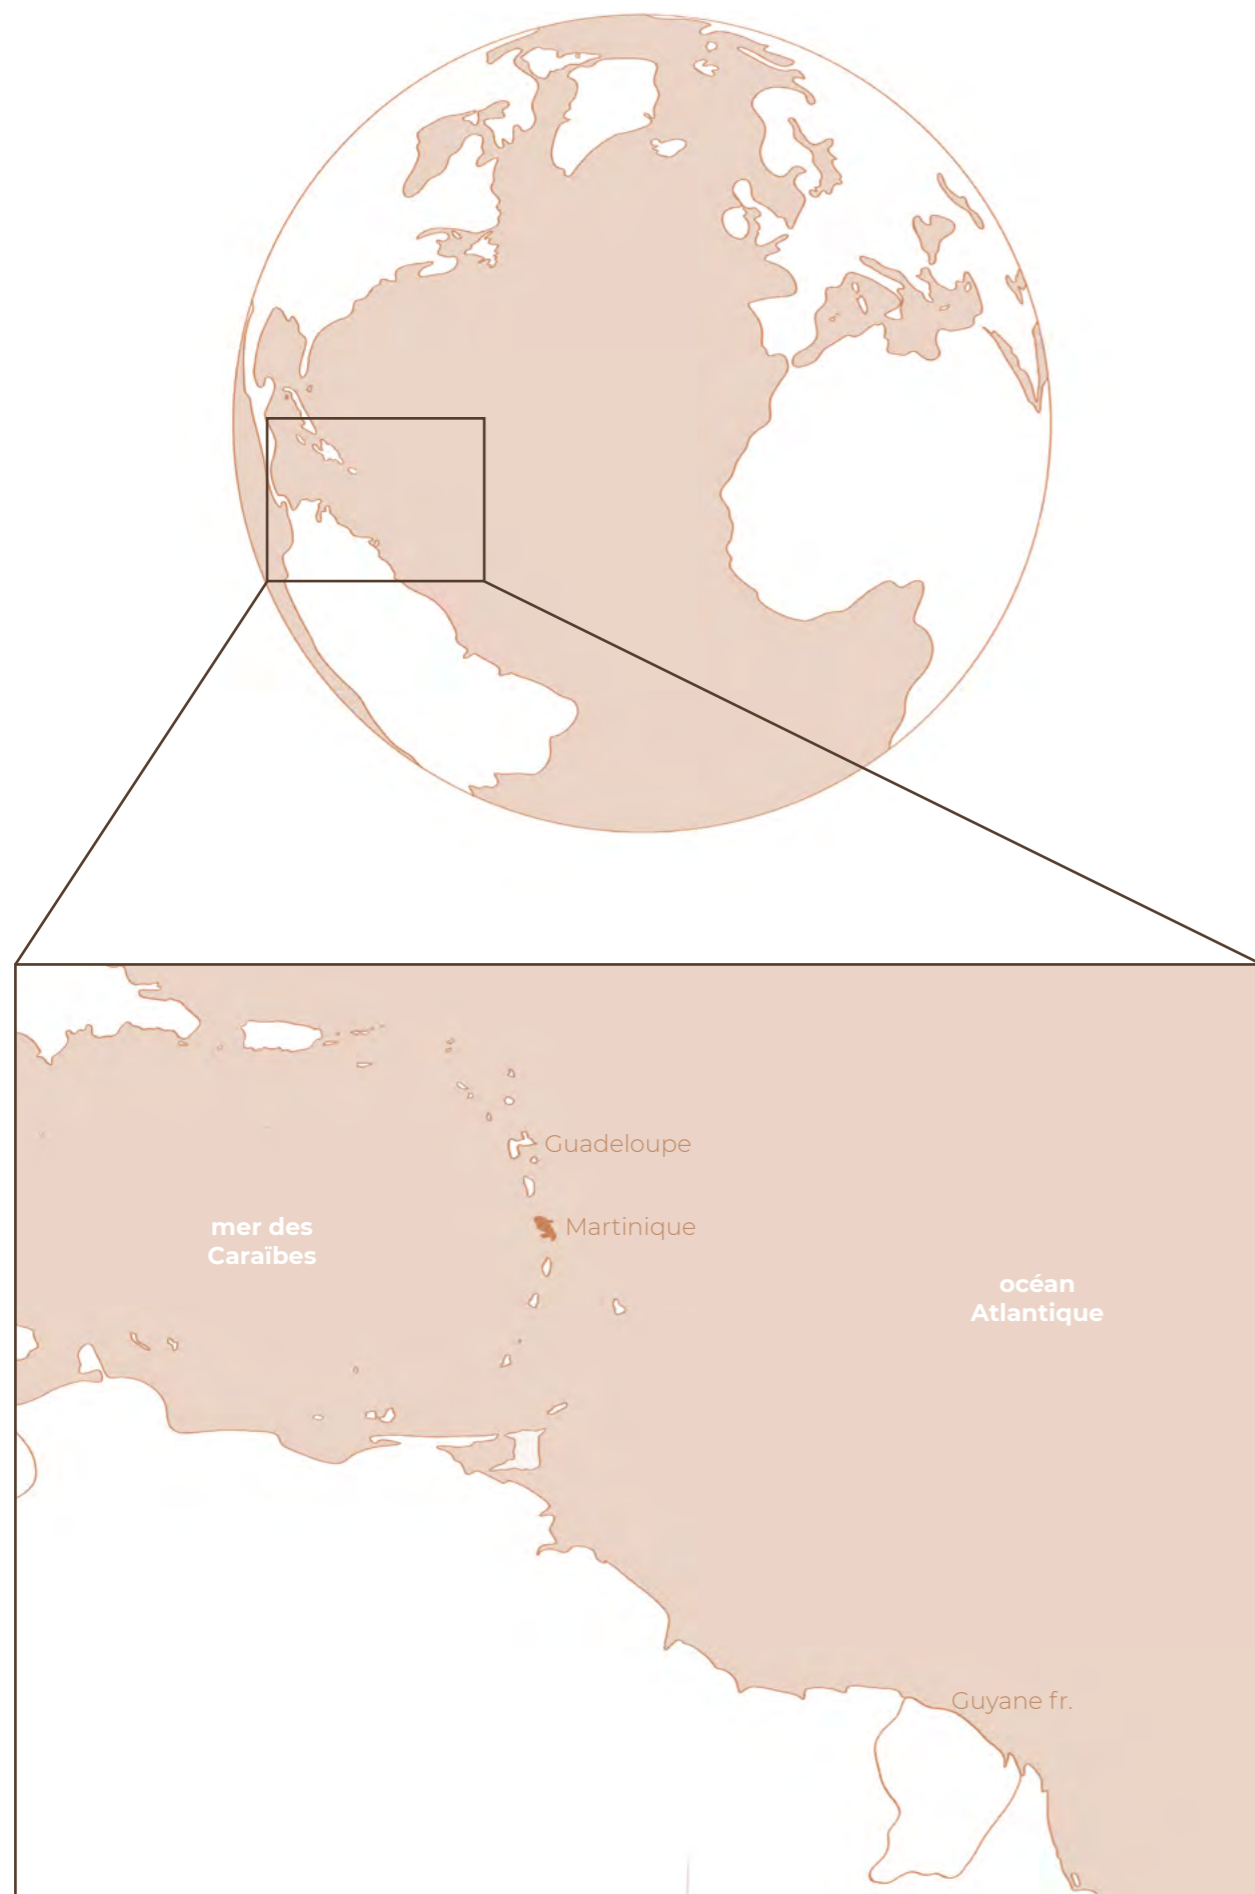 Guadeloupe
Martinique
mer des
Caraïbes
océan
Atlantique
Guyane fr.